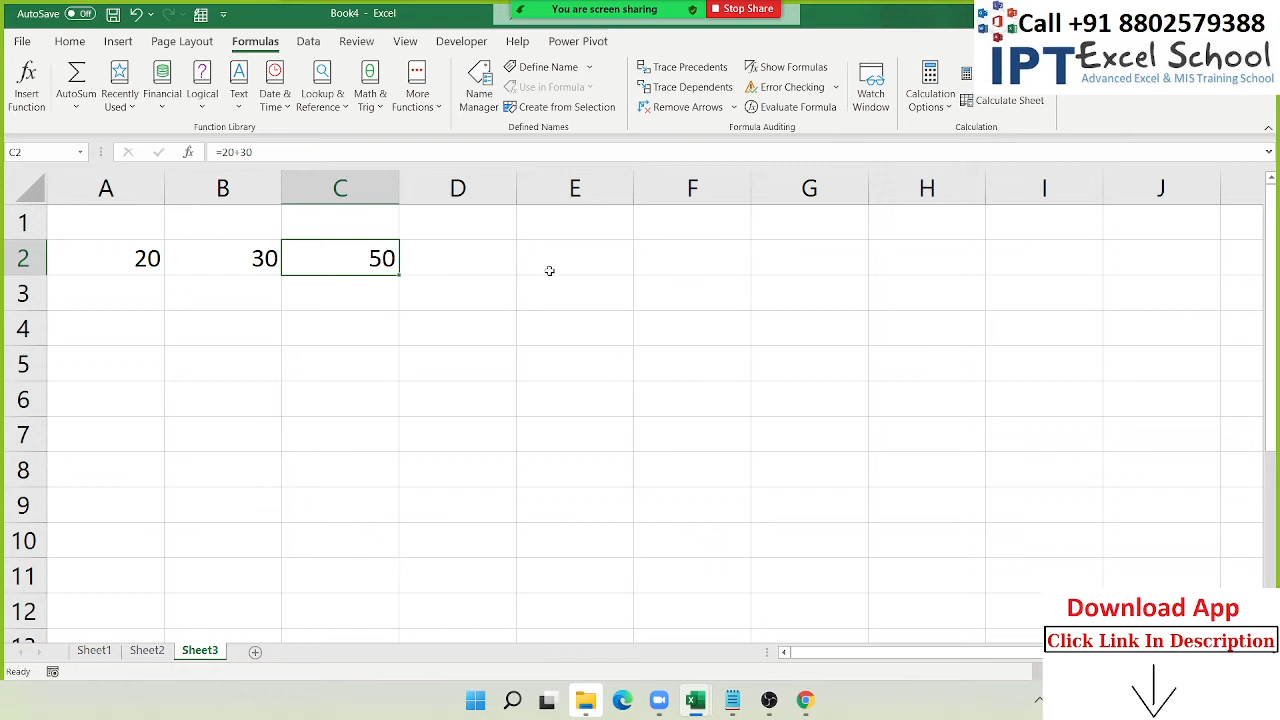 AutoSave Off Book4 - Excel You are screen sharing Stop Share
Call +91 8802579388
IPT Excel School
Advanced Excel & MIS Training School
File Home Insert Page Layout Formulas Data Review View Developer Help Power Pivot
Insert Function
AutoSum
Recently Used
Financial
Logical
Text
Date & Time
Lookup & Reference
Math & Trig
More Functions
Function Library
Name Manager
Define Name
Use in Formula
Create from Selection
Defined Names
Trace Precedents
Trace Dependents
Remove Arrows
Show Formulas
Error Checking
Evaluate Formula
Formula Auditing
Watch Window
Calculation Options
Calculate Sheet
Calculation
C2 fx =20+30
A B C D E F G H I J
1
2 20 30 50
3
4
5
6
7
8
9
10
11
12
13
Sheet1 Sheet2 Sheet3
Ready
Download App
Click Link In Description